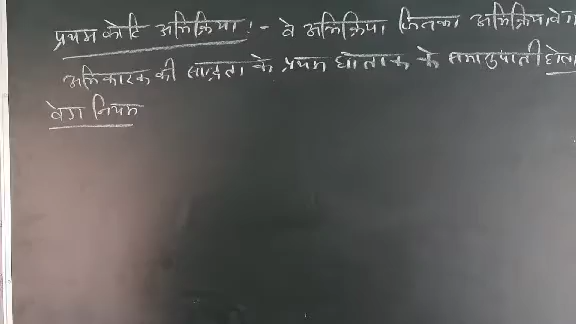 प्रथम कोटि अभिक्रिया :- वे अभिक्रिया जिनका अभिक्रिया वेग
अभिकारक की सांद्रता के प्रथम घाताक के समानुपाती होता
वेग नियम